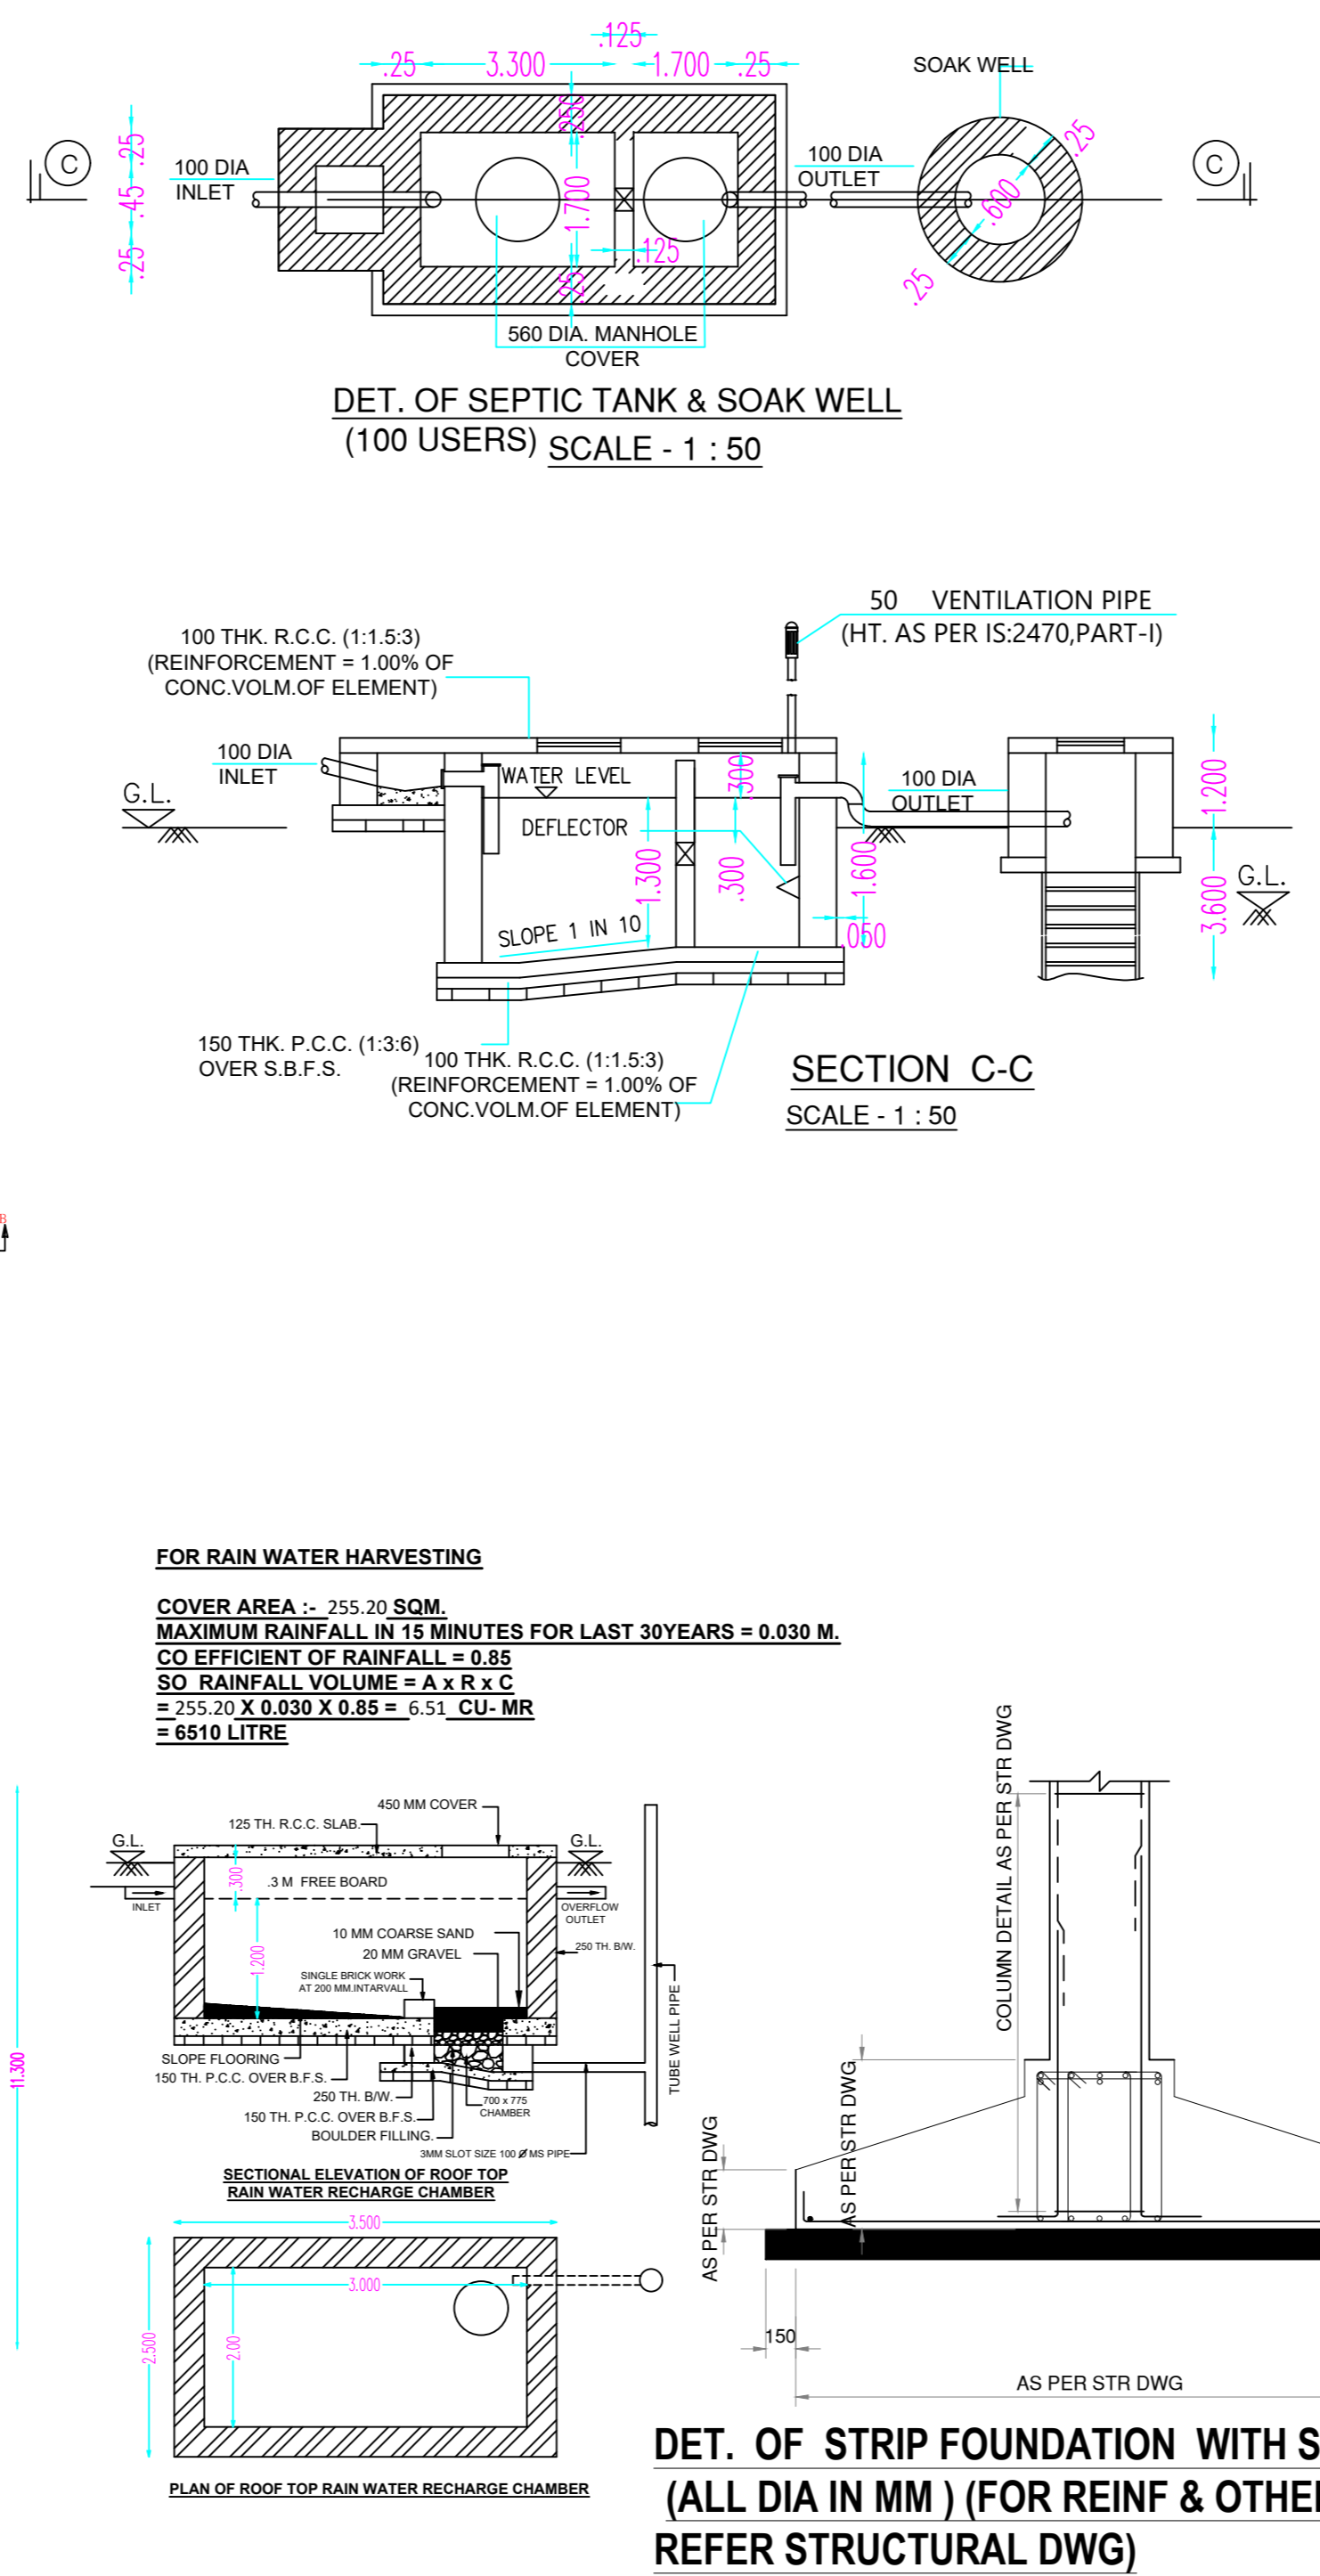 .125
.25
3.300
1.700
.25
SOAK WELL
.250
.25
.45
.25
C
100 DIA
INLET
1.700
.125
.25
100 DIA
OUTLET
.25
.600
.25
C
560 DIA. MANHOLE
COVER
DET. OF SEPTIC TANK & SOAK WELL
(100 USERS) SCALE - 1 : 50
50 VENTILATION PIPE
(HT. AS PER IS:2470,PART-I)
100 THK. R.C.C. (1:1.5:3)
(REINFORCEMENT = 1.00% OF
CONC.VOLM.OF ELEMENT)
100 DIA
INLET
G.L.
WATER LEVEL
DEFLECTOR
.300
1.300
.300
1.600
.050
100 DIA
OUTLET
1.200
3.600
G.L.
SLOPE 1 IN 10
150 THK. P.C.C. (1:3:6)
OVER S.B.F.S.
100 THK. R.C.C. (1:1.5:3)
(REINFORCEMENT = 1.00% OF
CONC.VOLM.OF ELEMENT)
SECTION C-C
SCALE - 1 : 50
B
FOR RAIN WATER HARVESTING
COVER AREA :- 255.20 SQM.
MAXIMUM RAINFALL IN 15 MINUTES FOR LAST 30YEARS = 0.030 M.
CO EFFICIENT OF RAINFALL = 0.85
SO RAINFALL VOLUME = A x R x C
= 255.20 X 0.030 X 0.85 = 6.51 CU- MR
= 6510 LITRE
11.300
450 MM COVER
125 TH. R.C.C. SLAB.
G.L.
G.L.
.300
.3 M FREE BOARD
INLET
OVERFLOW
OUTLET
10 MM COARSE SAND
20 MM GRAVEL
250 TH. B/W.
1.200
SINGLE BRICK WORK
AT 200 MM.INTARVALL
SLOPE FLOORING
150 TH. P.C.C. OVER B.F.S.
250 TH. B/W.
150 TH. P.C.C. OVER B.F.S.
BOULDER FILLING.
700 x 775
CHAMBER
3MM SLOT SIZE 100 Ø MS PIPE
TUBE WELL PIPE
SECTIONAL ELEVATION OF ROOF TOP
RAIN WATER RECHARGE CHAMBER
3.500
3.000
2.500
2.00
PLAN OF ROOF TOP RAIN WATER RECHARGE CHAMBER
COLUMN DETAIL AS PER STR DWG
AS PER STR DWG
AS PER STR DWG
150
AS PER STR DWG
DET. OF STRIP FOUNDATION WITH S
(ALL DIA IN MM ) (FOR REINF & OTHE
REFER STRUCTURAL DWG)